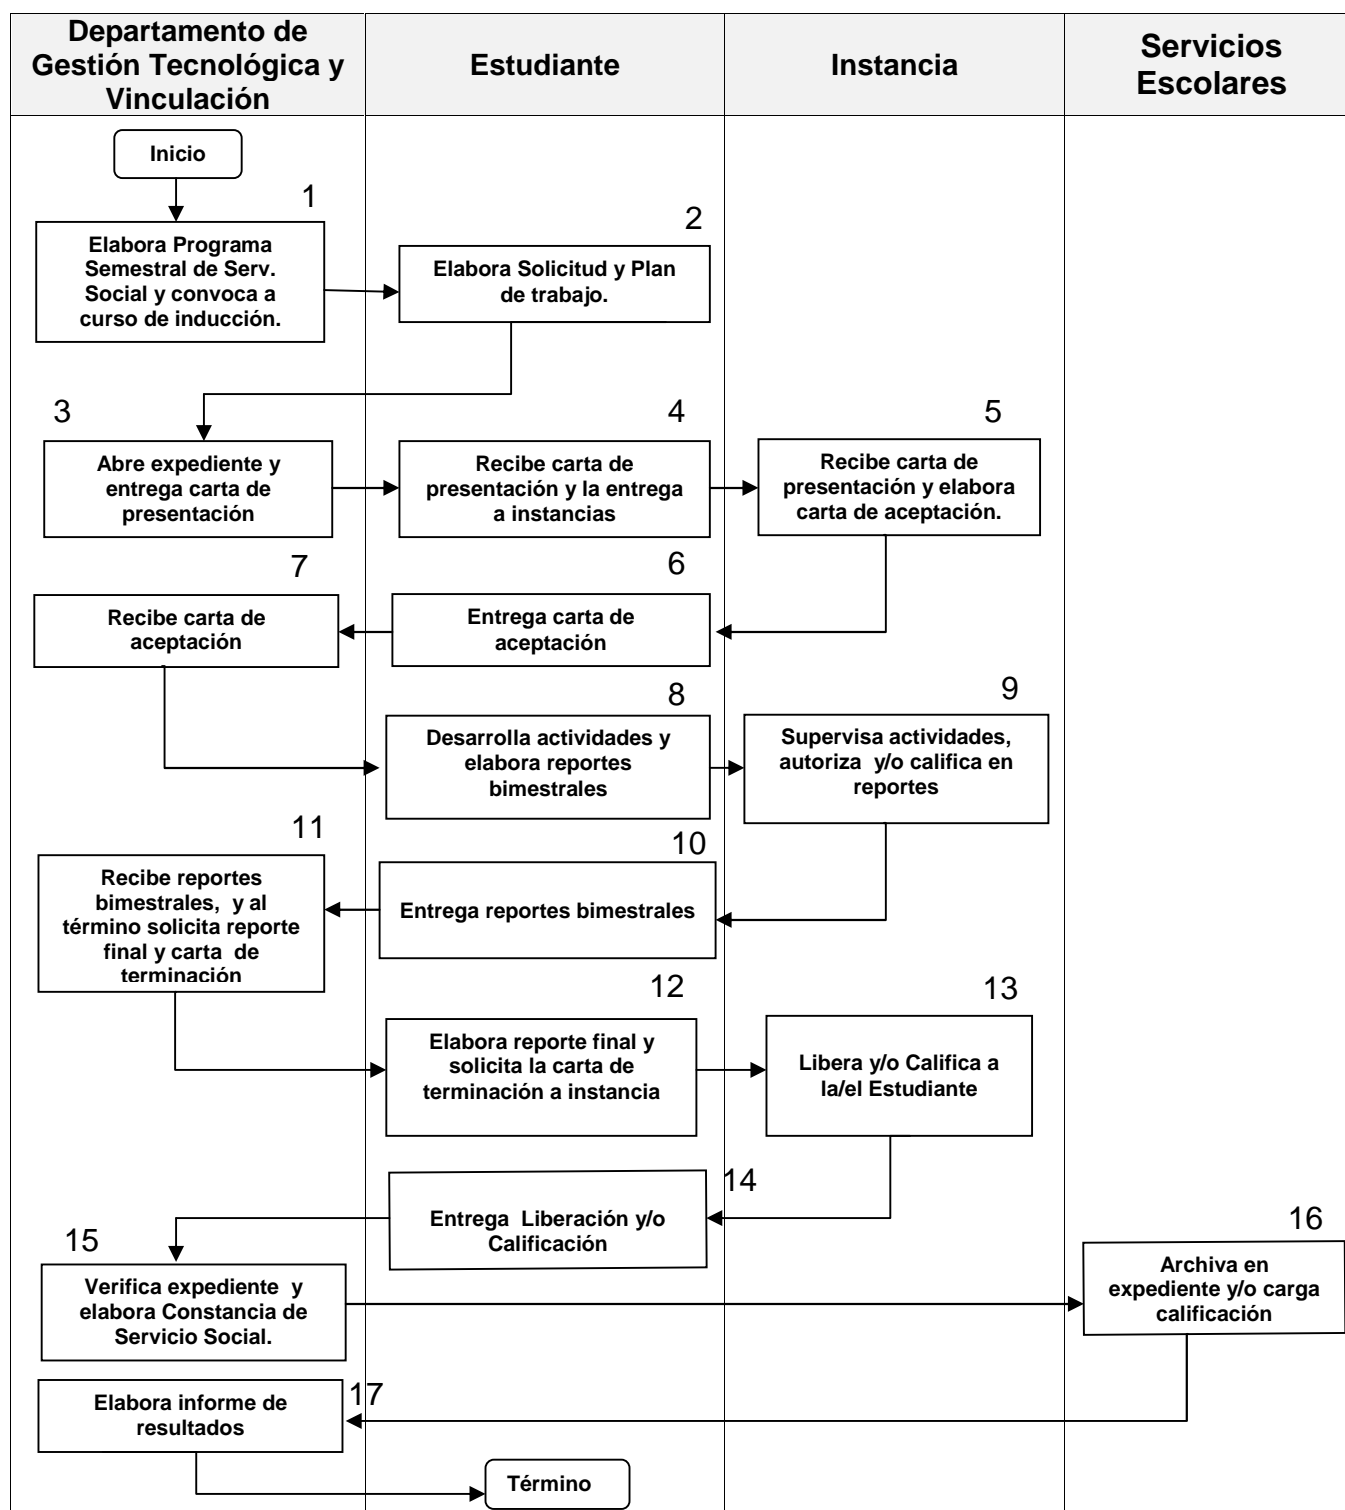 Departamento de
Gestión Tecnológica y
Vinculación
Estudiante
Instancia
Servicios
Escolares
Inicio
1
Elabora Programa
Semestral de Serv.
Social y convoca a
curso de inducción.
2
Elabora Solicitud y Plan
de trabajo.
3
Abre expediente y
entrega carta de
presentación
4
Recibe carta de
presentación y la entrega
a instancias
5
Recibe carta de
presentación y elabora
carta de aceptación.
6
Entrega carta de
aceptación
7
Recibe carta de
aceptación
8
Desarrolla actividades y
elabora reportes
bimestrales
9
Supervisa actividades,
autoriza y/o califica en
reportes
10
Entrega reportes bimestrales
11
Recibe reportes
bimestrales, y al
término solicita reporte
final y carta de
terminación
12
Elabora reporte final y
solicita la carta de
terminación a instancia
13
Libera y/o Califica a
la/el Estudiante
14
Entrega Liberación y/o
Calificación
15
Verifica expediente y
elabora Constancia de
Servicio Social.
16
Archiva en
expediente y/o carga
calificación
17
Elabora informe de
resultados
Término